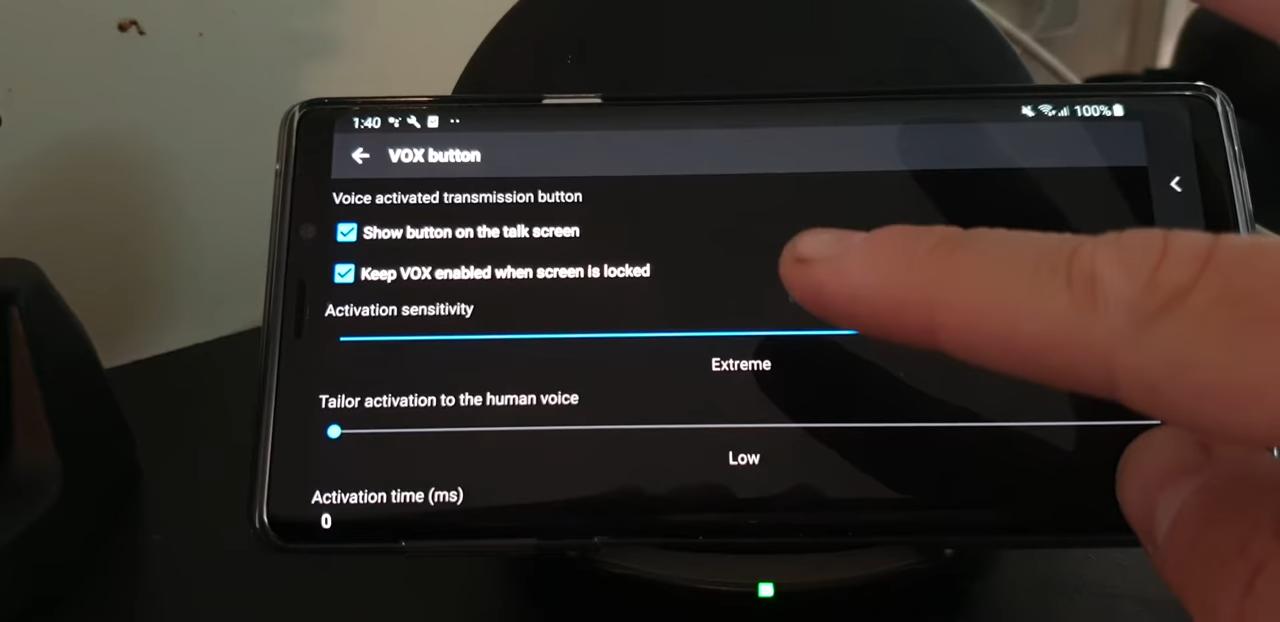 1:40
100%
VOX button
Voice activated transmission button
Show button on the talk screen
Keep VOX enabled when screen is locked
Activation sensitivity
Extreme
Tailor activation to the human voice
Low
Activation time (ms)
0